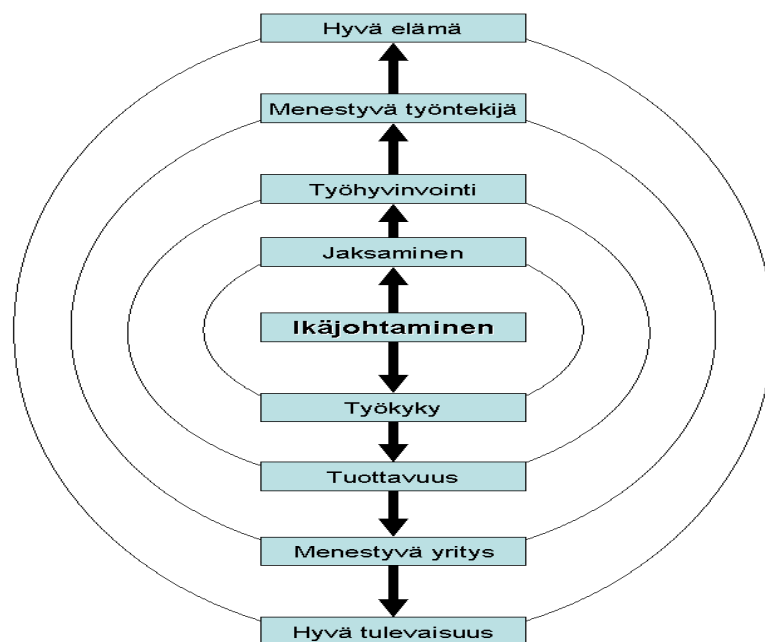 Hyvä elämä
Menestyvä työntekijä
Työhyvinvointi
Jaksaminen
Ikäjohtaminen
Työkyky
Tuottavuus
Menestyvä yritys
Hyvä tulevaisuus